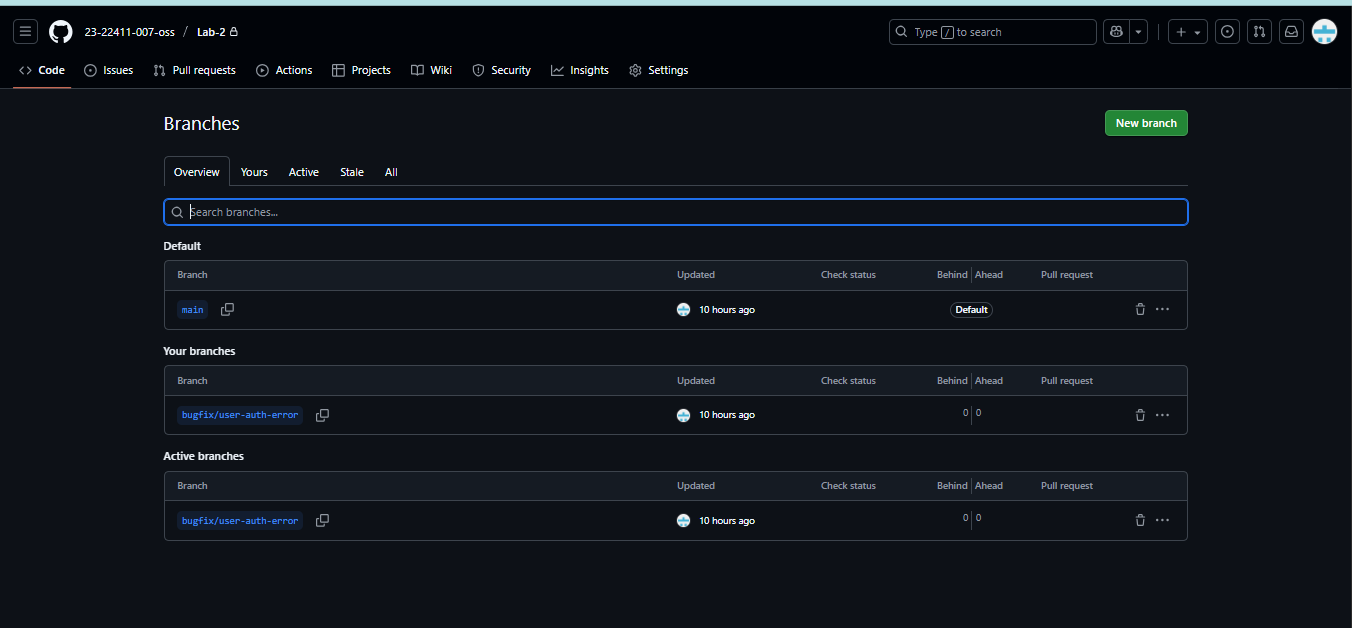 23-22411-007-oss / Lab-2
Type / to search
Code Issues Pull requests Actions Projects Wiki Security Insights Settings
Branches
New branch
Overview Yours Active Stale All
Search branches...
Default
Branch Updated Check status Behind Ahead Pull request
main 10 hours ago Default
Your branches
Branch Updated Check status Behind Ahead Pull request
bugfix/user-auth-error 10 hours ago 0 0
Active branches
Branch Updated Check status Behind Ahead Pull request
bugfix/user-auth-error 10 hours ago 0 0